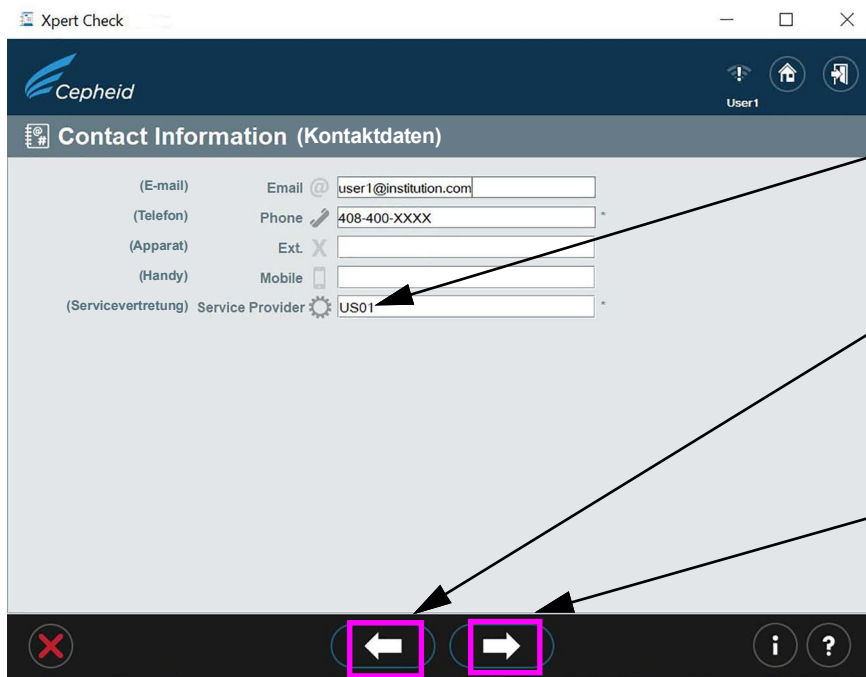 Xpert Check
Cepheid
User1
Contact Information (Kontaktdaten)
(E-mail) Email @ user1@institution.com
(Telefon) Phone 408-400-XXXX *
(Apparat) Ext. X
(Handy) Mobile
(Servicevertretung) Service Provider US01 *
i ?